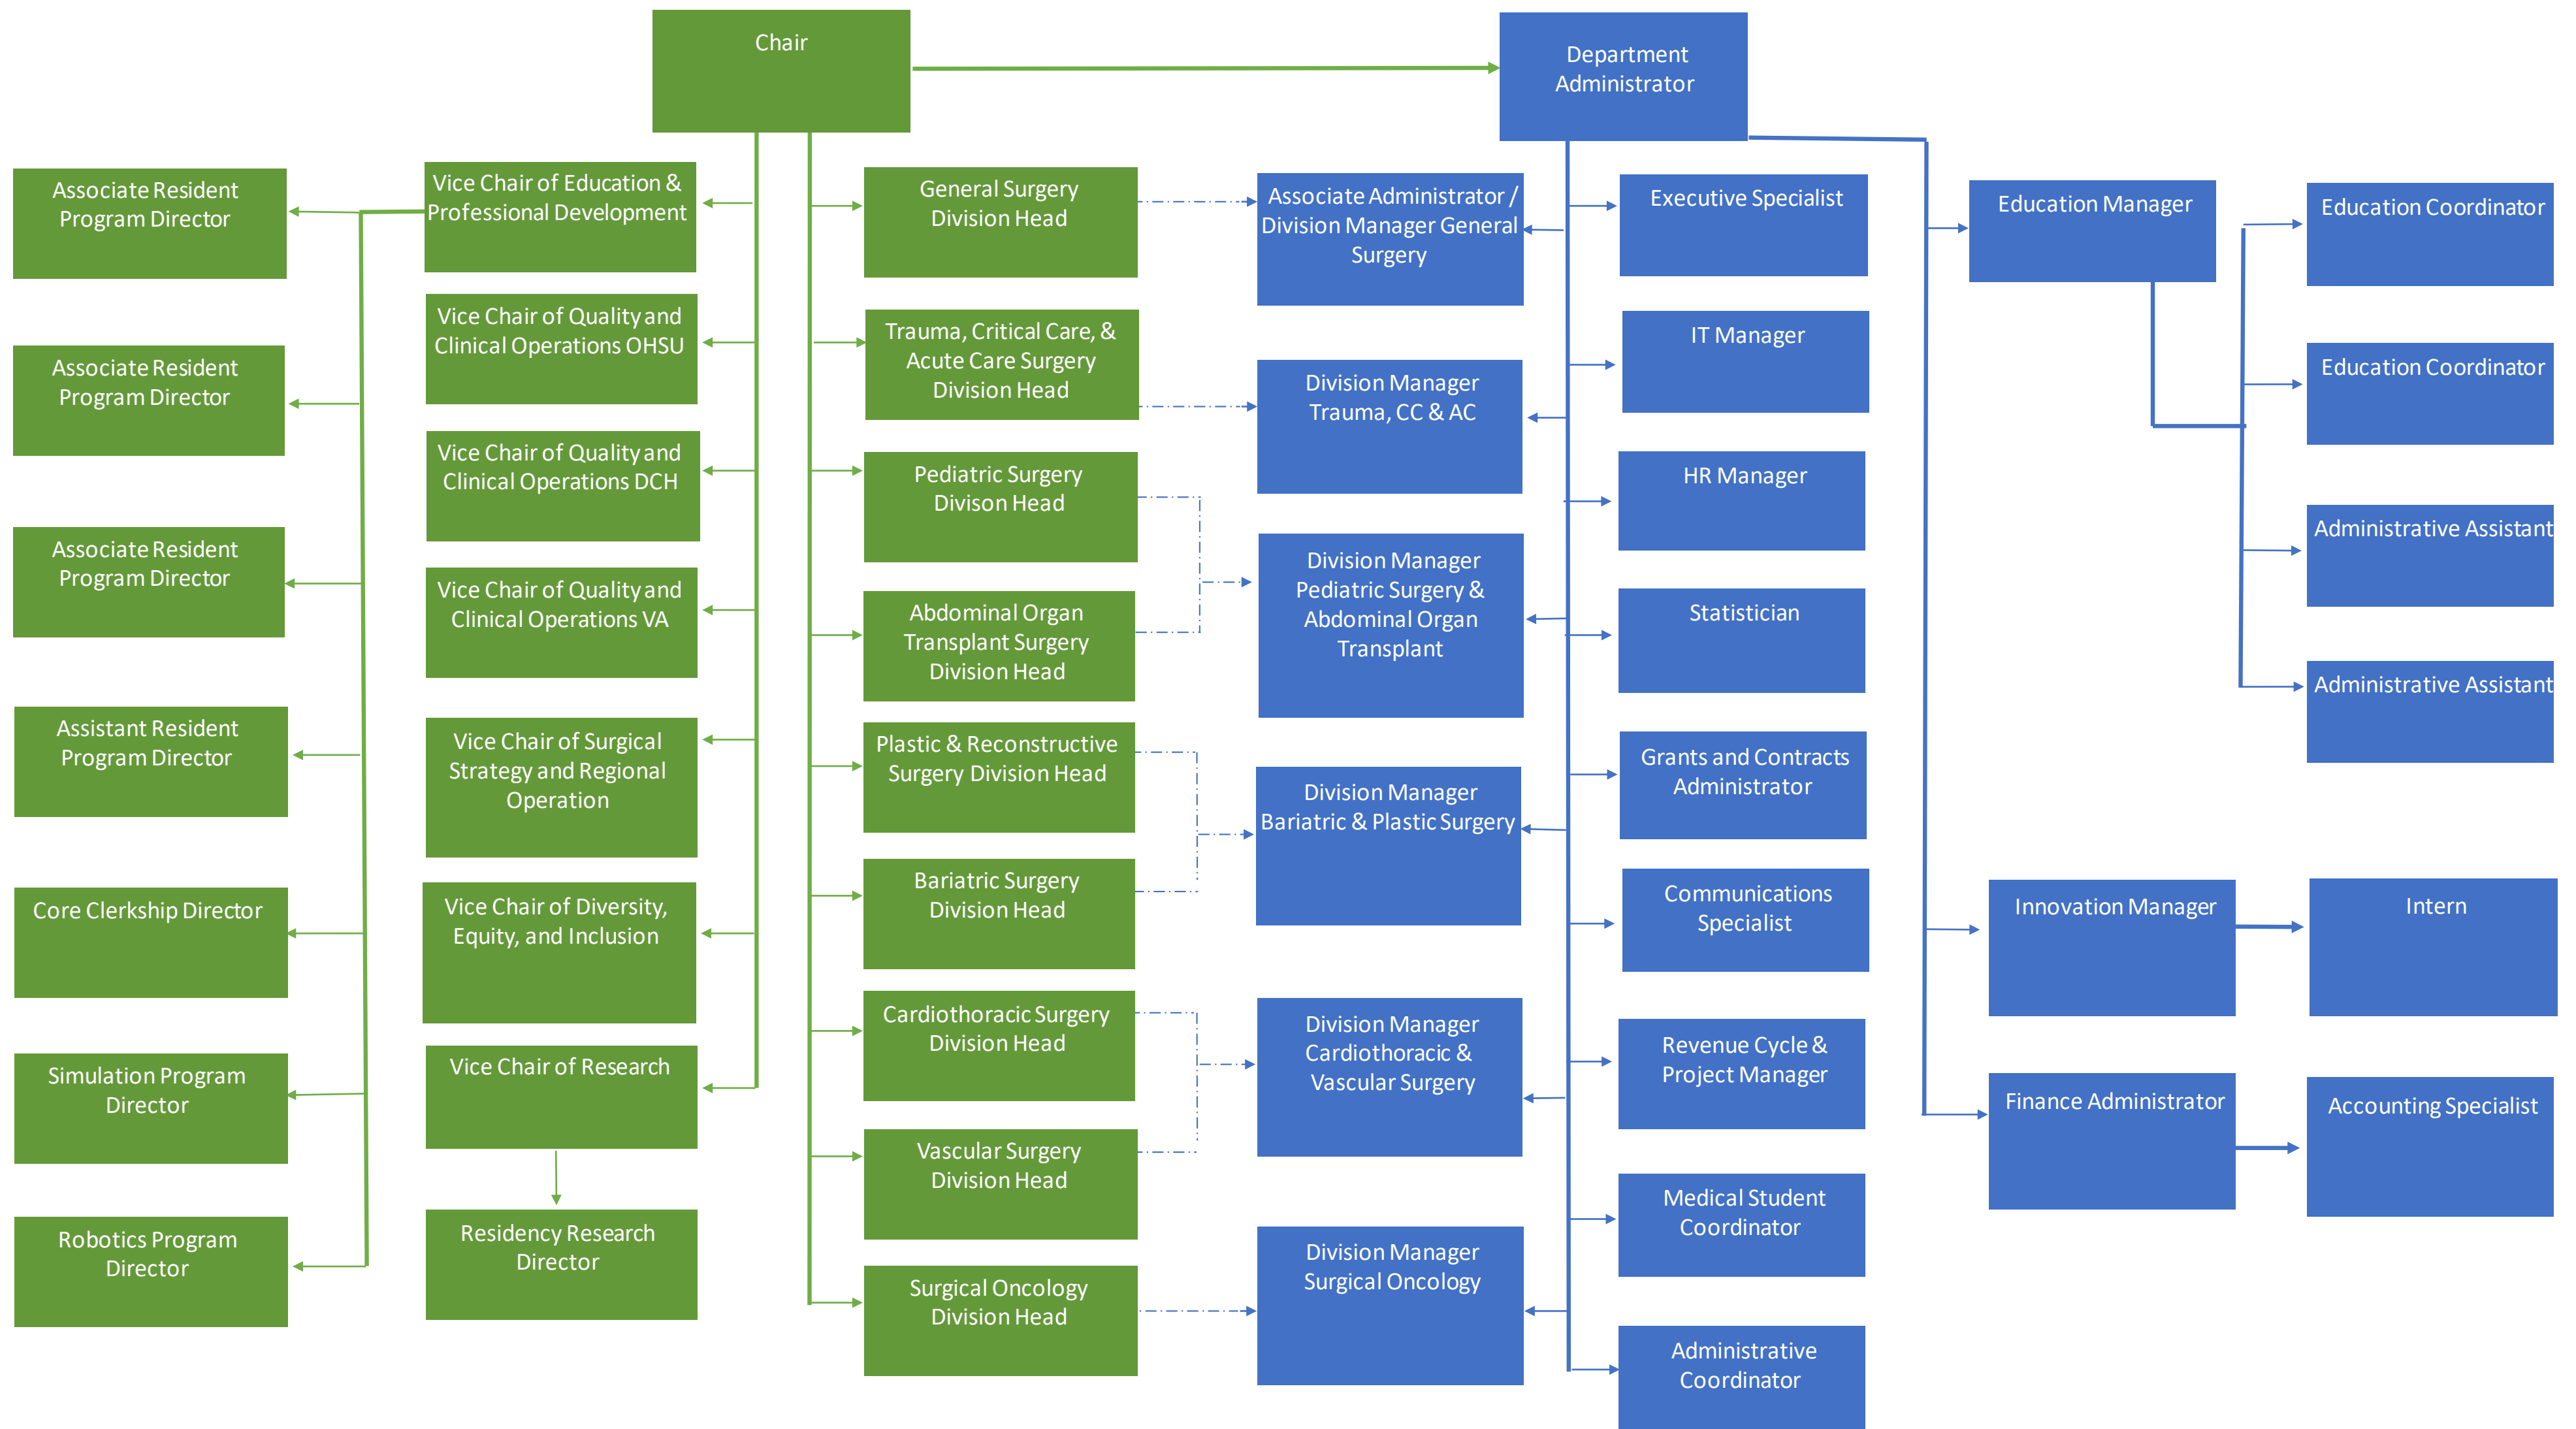 Chair
Department
Administrator
Associate Resident
Program Director
Associate Resident
Program Director
Associate Resident
Program Director
Assistant Resident
Program Director
Core Clerkship Director
Simulation Program
Director
Robotics Program
Director
Vice Chair of Education &
Professional Development
Vice Chair of Quality and
Clinical Operations OHSU
Vice Chair of Quality and
Clinical Operations DCH
Vice Chair of Quality and
Clinical Operations VA
Vice Chair of Surgical
Strategy and Regional
Operation
Vice Chair of Diversity,
Equity, and Inclusion
Vice Chair of Research
Residency Research
Director
General Surgery
Division Head
Trauma, Critical Care, &
Acute Care Surgery
Division Head
Pediatric Surgery
Divison Head
Abdominal Organ
Transplant Surgery
Division Head
Plastic & Reconstructive
Surgery Division Head
Bariatric Surgery
Division Head
Cardiothoracic Surgery
Division Head
Vascular Surgery
Division Head
Surgical Oncology
Division Head
Associate Administrator /
Division Manager General
Surgery
Division Manager
Trauma, CC & AC
Division Manager
Pediatric Surgery &
Abdominal Organ
Transplant
Division Manager
Bariatric & Plastic Surgery
Division Manager
Cardiothoracic &
Vascular Surgery
Division Manager
Surgical Oncology
Executive Specialist
IT Manager
HR Manager
Statistician
Grants and Contracts
Administrator
Communications
Specialist
Revenue Cycle &
Project Manager
Medical Student
Coordinator
Administrative
Coordinator
Education Manager
Innovation Manager
Finance Administrator
Education Coordinator
Education Coordinator
Administrative Assistant
Administrative Assistant
Intern
Accounting Specialist